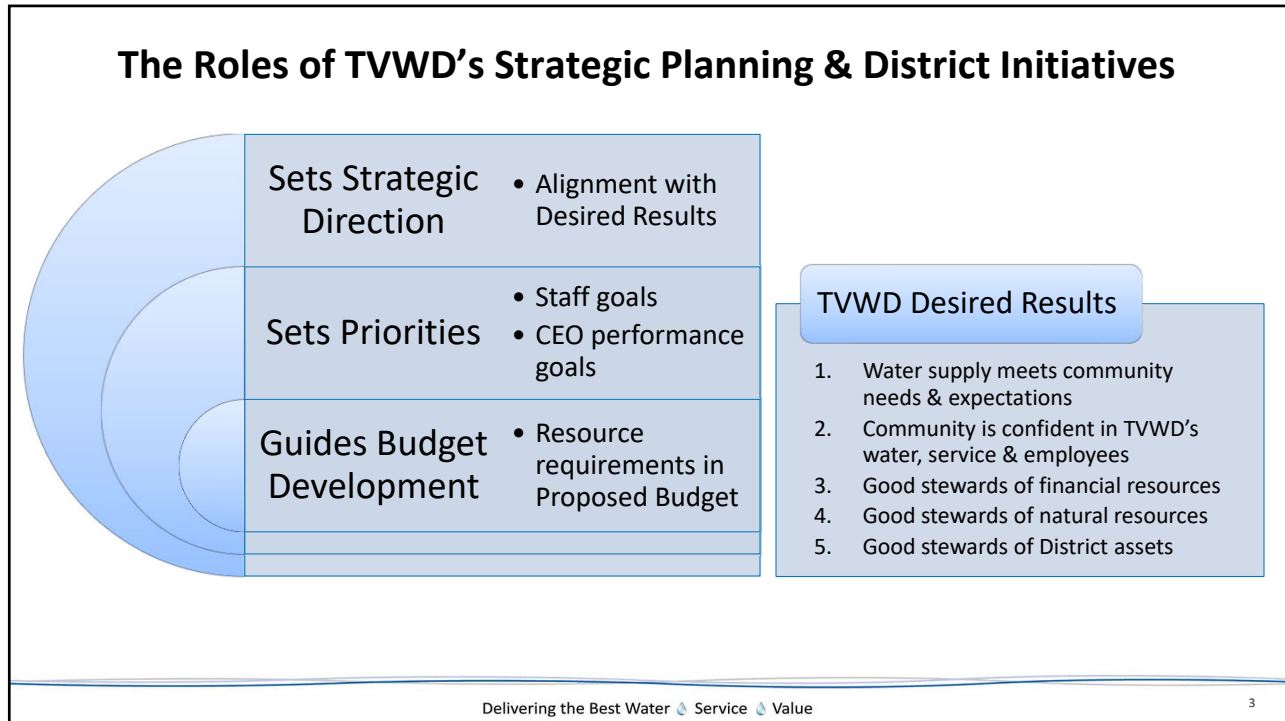 The Roles of TVWD’s Strategic Planning & District Initiatives
Sets Strategic
Direction
• Alignment with
Desired Results
Sets Priorities
• Staff goals
• CEO performance
goals
Guides Budget
Development
• Resource
requirements in
Proposed Budget
TVWD Desired Results
1. Water supply meets community
needs & expectations
2. Community is confident in TVWD’s
water, service & employees
3. Good stewards of financial resources
4. Good stewards of natural resources
5. Good stewards of District assets
Delivering the Best Water 💧 Service 💧 Value
3